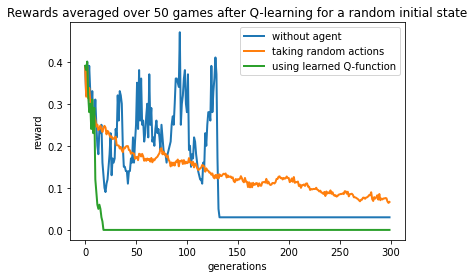 Rewards averaged over 50 games after Q-learning for a random initial state
without agent
taking random actions
using learned Q-function
reward
0.4
0.3
0.2
0.1
0.0
0
50
100
150
200
250
300
generations